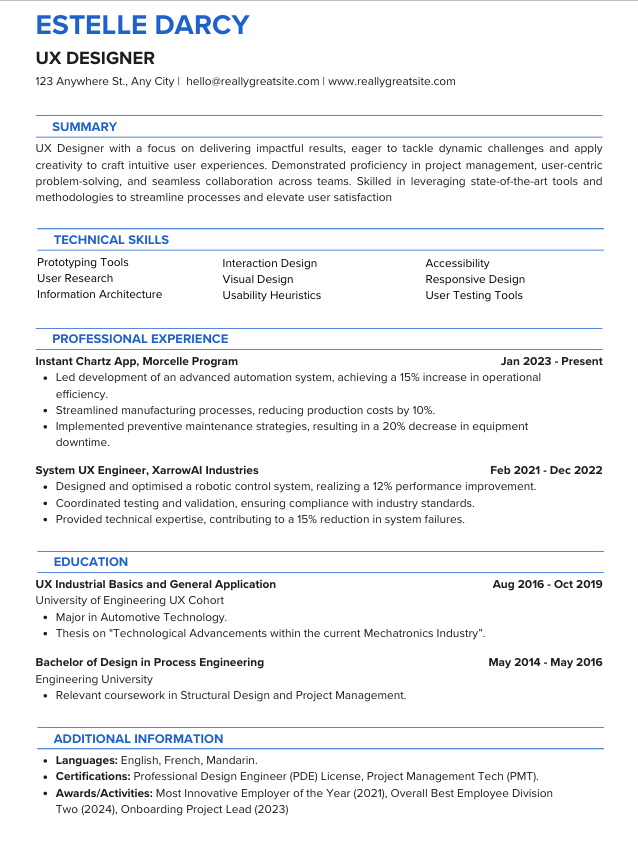 ESTELLE DARCY
UX DESIGNER
123 Anywhere St., Any City | hello@reallygreatsite.com | www.reallygreatsite.com
SUMMARY
UX Designer with a focus on delivering impactful results, eager to tackle dynamic challenges and apply
creativity to craft intuitive user experiences. Demonstrated proficiency in project management, user-centric
problem-solving, and seamless collaboration across teams. Skilled in leveraging state-of-the-art tools and
methodologies to streamline processes and elevate user satisfaction
TECHNICAL SKILLS
Prototyping Tools
User Research
Information Architecture
Interaction Design
Visual Design
Usability Heuristics
Accessibility
Responsive Design
User Testing Tools
PROFESSIONAL EXPERIENCE
Instant Chartz App, Morcelle Program Jan 2023 - Present
• Led development of an advanced automation system, achieving a 15% increase in operational
efficiency.
• Streamlined manufacturing processes, reducing production costs by 10%.
• Implemented preventive maintenance strategies, resulting in a 20% decrease in equipment
downtime.
System UX Engineer, XarrowAI Industries Feb 2021 - Dec 2022
• Designed and optimised a robotic control system, realizing a 12% performance improvement.
• Coordinated testing and validation, ensuring compliance with industry standards.
• Provided technical expertise, contributing to a 15% reduction in system failures.
EDUCATION
UX Industrial Basics and General Application Aug 2016 - Oct 2019
University of Engineering UX Cohort
• Major in Automotive Technology.
• Thesis on "Technological Advancements within the current Mechatronics Industry”.
Bachelor of Design in Process Engineering May 2014 - May 2016
Engineering University
• Relevant coursework in Structural Design and Project Management.
ADDITIONAL INFORMATION
• Languages: English, French, Mandarin.
• Certifications: Professional Design Engineer (PDE) License, Project Management Tech (PMT).
• Awards/Activities: Most Innovative Employer of the Year (2021), Overall Best Employee Division
Two (2024), Onboarding Project Lead (2023)